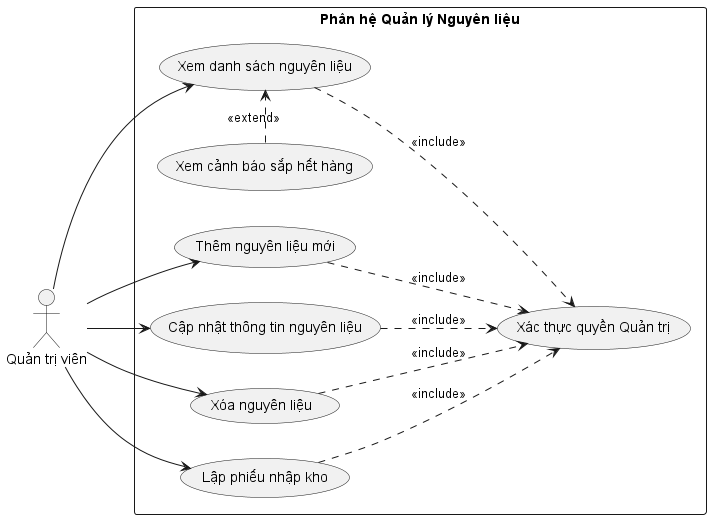 Phân hệ Quản lý Nguyên liệu
Xem danh sách nguyên liệu
«extend»
«include»
Xem cảnh báo sắp hết hàng
Thêm nguyên liệu mới
«include»
Cập nhật thông tin nguyên liệu
«include»
Xác thực quyền Quản trị
Quản trị viên
«include»
Xóa nguyên liệu
«include»
Lập phiếu nhập kho